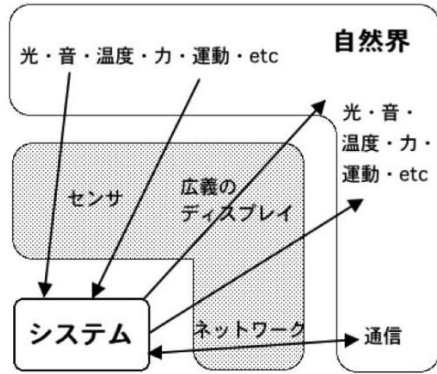 自然界
光・音・温度・力・運動・etc
光・音・
温度・力・
運動・etc
センサ
広義の
ディスプレイ
システム
ネットワーク
通信